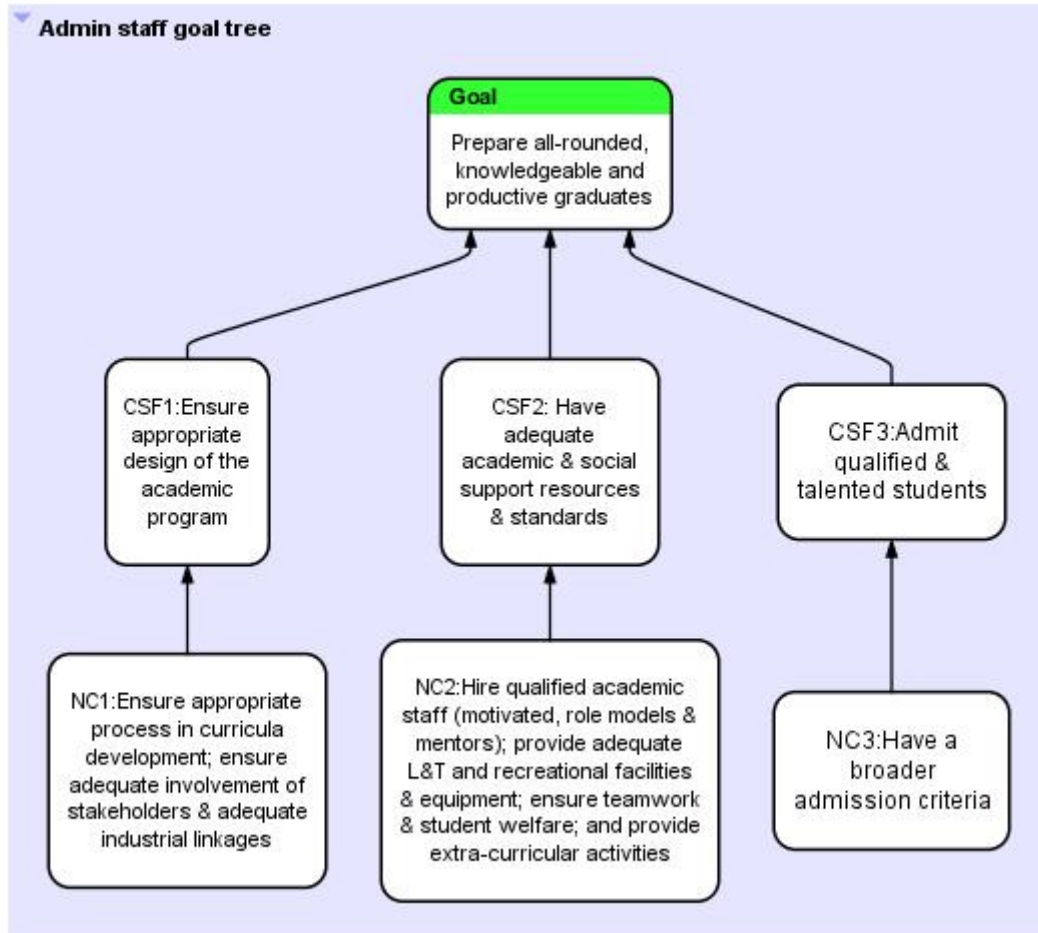 Admin staff goal tree
Goal
Prepare all-rounded,
knowledgeable and
productive graduates
CSF1:Ensure
appropriate
design of the
academic
program
CSF2: Have
adequate
academic & social
support resources
& standards
CSF3:Admit
qualified &
talented students
NC1:Ensure appropriate
process in curricula
development; ensure
adequate involvement of
stakeholders & adequate
industrial linkages
NC2:Hire qualified academic
staff (motivated, role models &
mentors); provide adequate
L&T and recreational facilities
& equipment; ensure teamwork
& student welfare; and provide
extra-curricular activities
NC3:Have a
broader
admission criteria